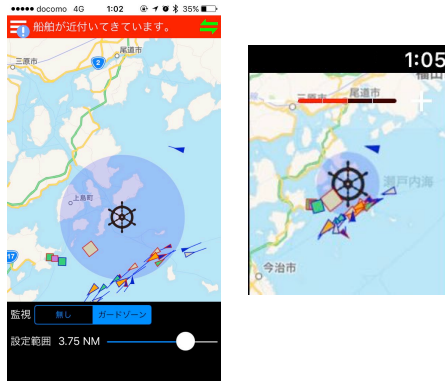 docomo 4G 1:02 35%
船舶が近付いてきています。
尾道市
三原市
2
上島町
317
監視 無し ガードゾーン
設定範囲 3.75 NM
1:05
福山
尾道市
三原市
瀬戸内海
今治市